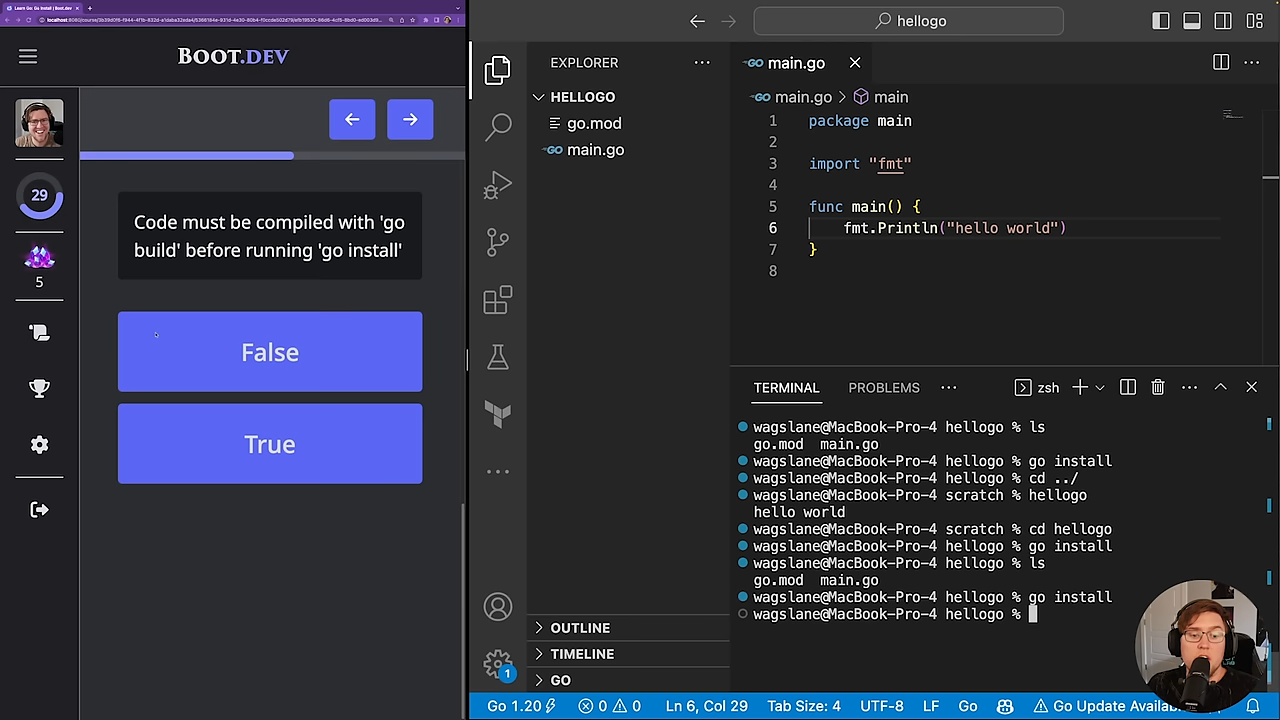 Learn Go: Go Install | Boot.dev
BOOT.DEV
29
5
Code must be compiled with 'go
build' before running 'go install'
False
True
hellogo
EXPLORER
HELLOGO
go.mod
main.go
OUTLINE
TIMELINE
GO
1
main.go
main.go > main
1 package main
2
3 import "fmt"
4
5 func main() {
6 fmt.Println("hello world")
7 }
8
TERMINAL PROBLEMS zsh
wagslane@MacBook-Pro-4 hellogo % ls
go.mod main.go
wagslane@MacBook-Pro-4 hellogo % go install
wagslane@MacBook-Pro-4 hellogo % cd ../
wagslane@MacBook-Pro-4 scratch % hellogo
hello world
wagslane@MacBook-Pro-4 scratch % cd hellogo
wagslane@MacBook-Pro-4 hellogo % go install
wagslane@MacBook-Pro-4 hellogo % ls
go.mod main.go
wagslane@MacBook-Pro-4 hellogo % go install
wagslane@MacBook-Pro-4 hellogo %
Go 1.20 0 0 Ln 6, Col 29 Tab Size: 4 UTF-8 LF Go Go Update Availa